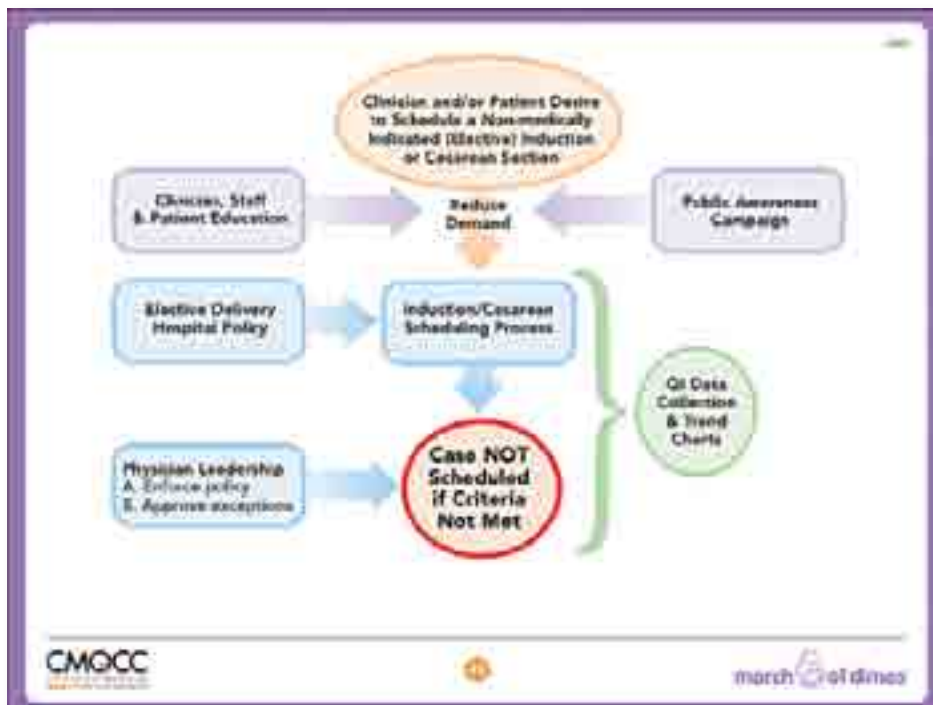 Clinician and/or Patient Desire
to Schedule a Non-medically
Indicated (Elective) Induction
or Cesarean Section
Clinician, Staff
& Patient Education
Reduce
Demand
Public Awareness
Campaign
Elective Delivery
Hospital Policy
Induction/Cesarean
Scheduling Process
QI Data
Collection
& Trend
Charts
Physician Leadership
A. Enforce policy
B. Approve exceptions
Case NOT
Scheduled
if Criteria
Not Met
CMQCC
march of dimes